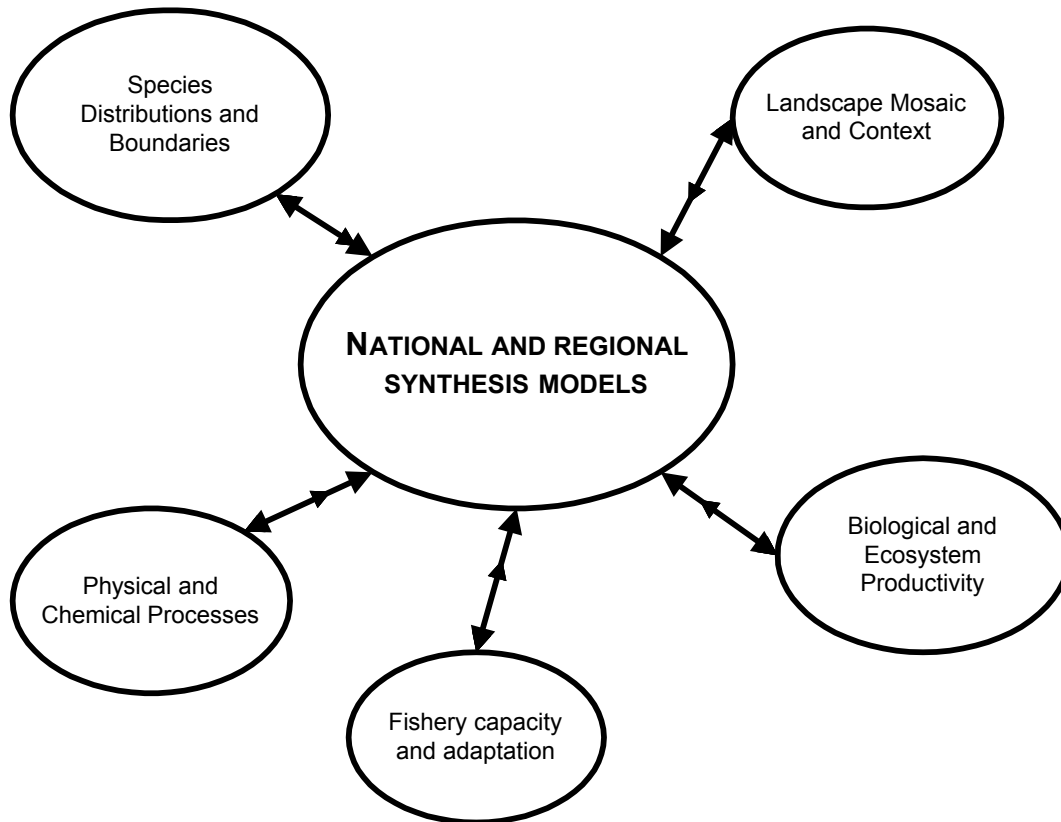 Species
Distributions and
Boundaries
Landscape Mosaic
and Context
NATIONAL AND REGIONAL
SYNTHESIS MODELS
Physical and
Chemical Processes
Fishery capacity
and adaptation
Biological and
Ecosystem
Productivity